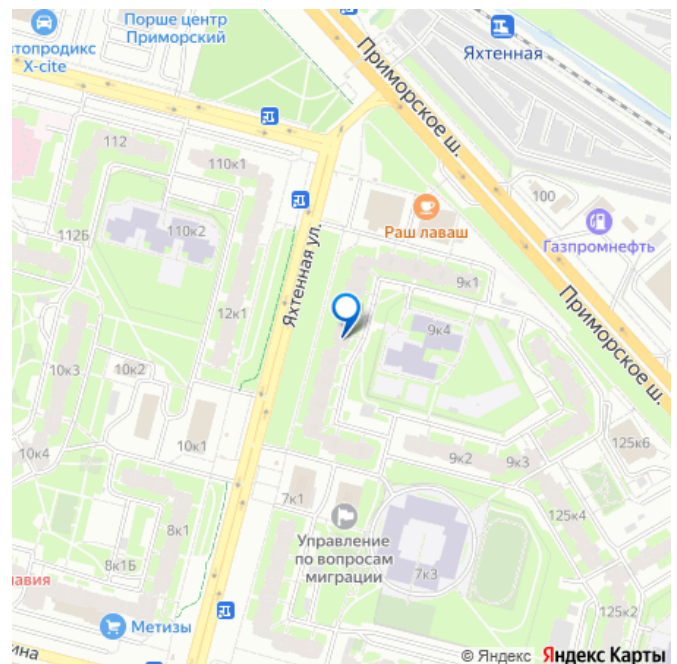 Порше центр
Приморский
Яхтенная
втопродикс
X-cite
Приморское ш.
112
110к1
100
110к2
Раш лаваш
Газпромнефть
112Б
Яхтенная ул.
9к1
Приморское ш.
12к1
9к4
10к3
10к2
10к1
125к6
10к4
9к2
9к3
7к1
125к4
8к1
Управление
по вопросам
миграции
8к1Б
7к3
лавия
125к2
Метизы
ина
© Яндекс Яндекс Карты